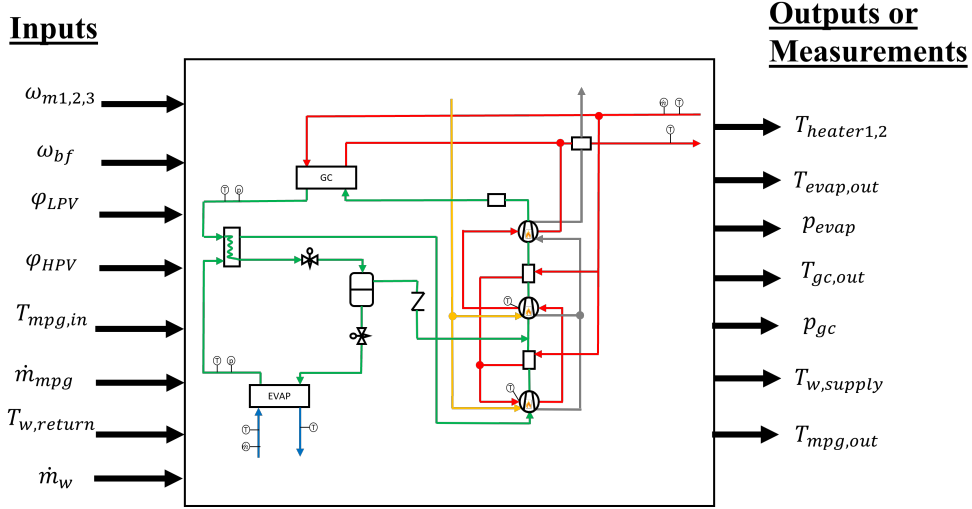 Inputs
Outputs or
Measurements
ω_{m1,2,3}
ω_{bf}
φ_{LPV}
φ_{HPV}
T_{mpg,in}
ṁ_{mpg}
T_{w,return}
ṁ_w
m T
T
GC
T p
T
T p
T
EVAP
T
T
m
T_{heater1,2}
T_{evap,out}
p_{evap}
T_{gc,out}
p_{gc}
T_{w,supply}
T_{mpg,out}